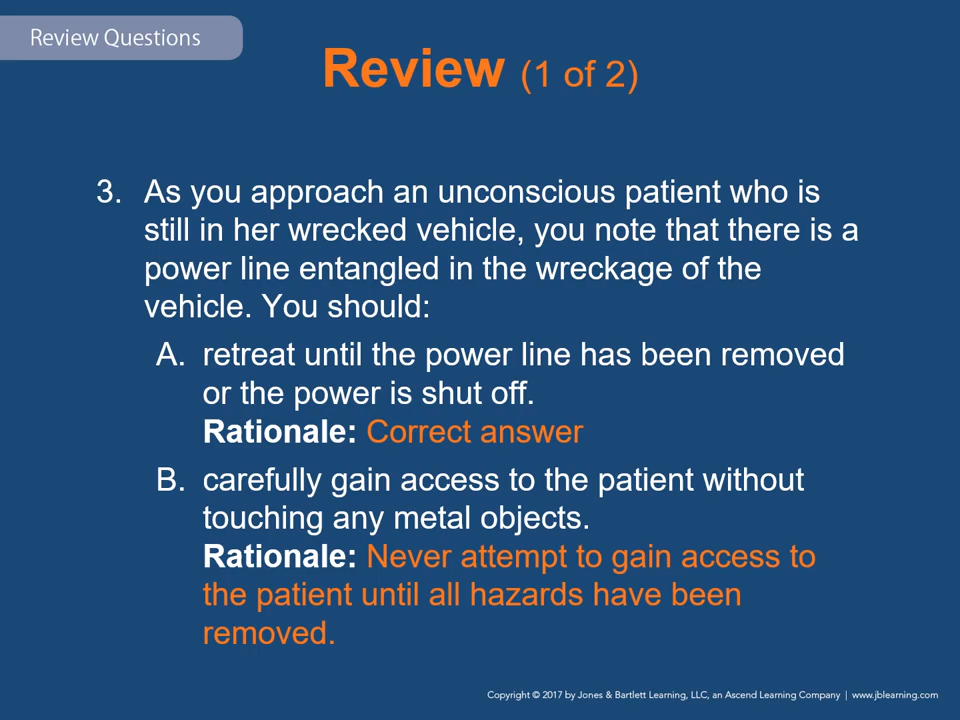 Review Questions
Review (1 of 2)
3. As you approach an unconscious patient who is
still in her wrecked vehicle, you note that there is a
power line entangled in the wreckage of the
vehicle. You should:
A. retreat until the power line has been removed
or the power is shut off.
Rationale: Correct answer
B. carefully gain access to the patient without
touching any metal objects.
Rationale: Never attempt to gain access to
the patient until all hazards have been
removed.
Copyright © 2017 by Jones & Bartlett Learning, LLC, an Ascend Learning Company | www.jblearning.com